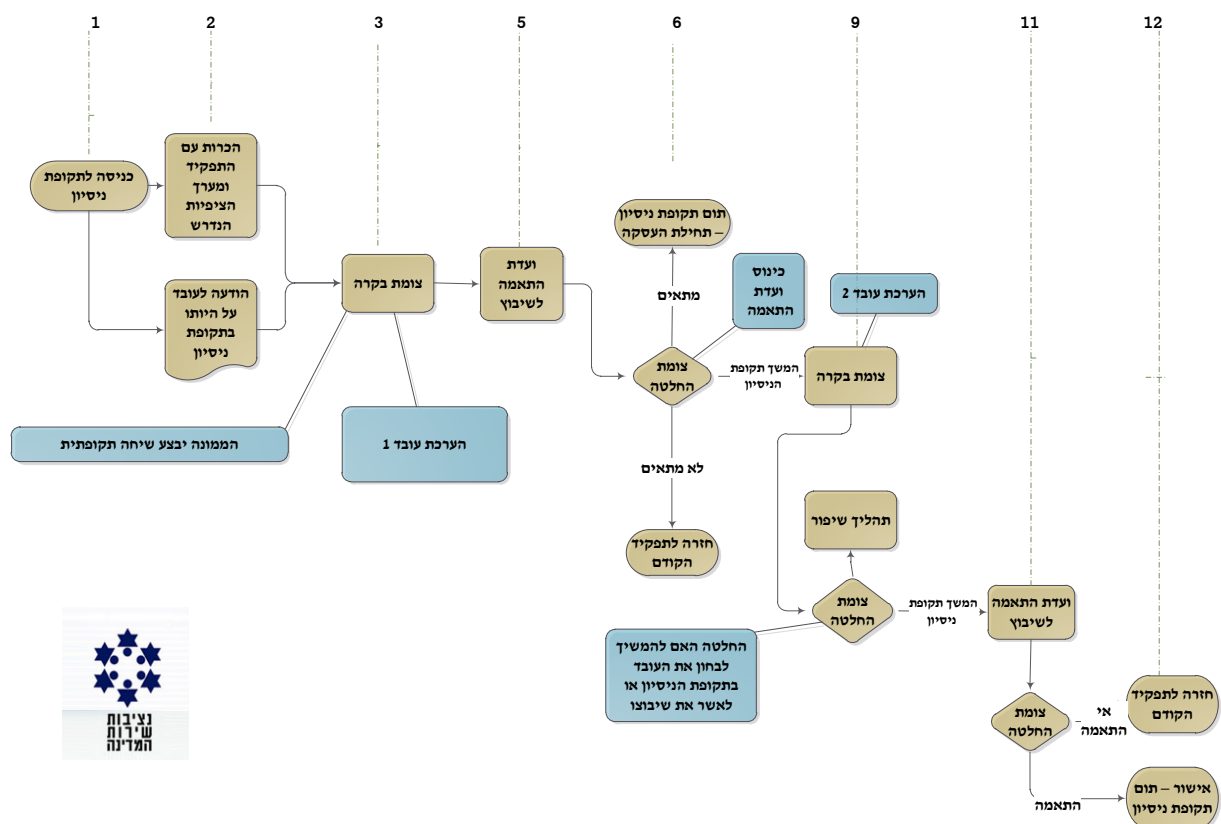 1
2
3
5
6
9
11
12
כניסה לתקופת
ניסיון
הכרות עם
התפקיד
ומערך
הציפיות
הנדרש
הודעה לעובד
על היותו
בתקופת
ניסיון
צומת בקרה
הממונה יבצע שיחה תקופתית
הערכת עובד 1
ועדת
התאמה
לשיבוץ
תום תקופת ניסיון
– תחילת העסקה
מתאים
כינוס
ועדת
התאמה
צומת
החלטה
המשך תקופת
הניסיון
לא מתאים
חזרה לתפקיד
הקודם
הערכת עובד 2
צומת בקרה
תהליך שיפור
צומת
החלטה
החלטה האם להמשיך
לבחון את העובד
בתקופת הניסיון או
לאשר את שיבוצו
המשך תקופת
ניסיון
ועדת התאמה
לשיבוץ
צומת
החלטה
אי
התאמה
חזרה לתפקיד
הקודם
התאמה
אישור – תום
תקופת ניסיון
נציבות
שירות
המדינה